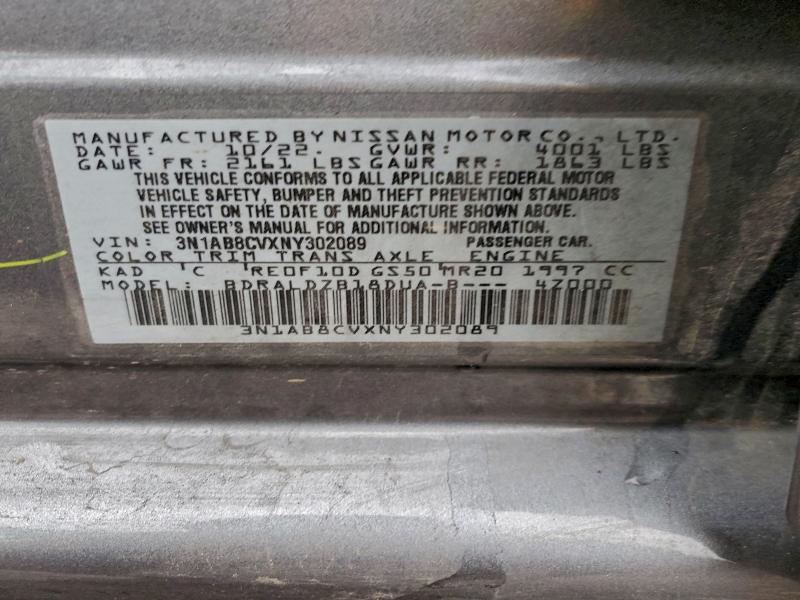 MANUFACTURED BY NISSAN MOTOR CO., LTD.
DATE: 10/22. GVWR: 4001 LBS
GAWR FR: 2161 LBS GAWR RR: 1863 LBS
THIS VEHICLE CONFORMS TO ALL APPLICABLE FEDERAL MOTOR
VEHICLE SAFETY, BUMPER AND THEFT PREVENTION STANDARDS
IN EFFECT ON THE DATE OF MANUFACTURE SHOWN ABOVE.
SEE OWNER'S MANUAL FOR ADDITIONAL INFORMATION.
VIN: 3N1AB8CVXNY302089 PASSENGER CAR.
COLOR TRIM TRANS AXLE ENGINE
KAD 'C 'RE0F10D GS50 'MR20 1997 CC
MODEL: BDRALDZB18DUA-B--- 4Z000
3N1AB8CVXNY302089